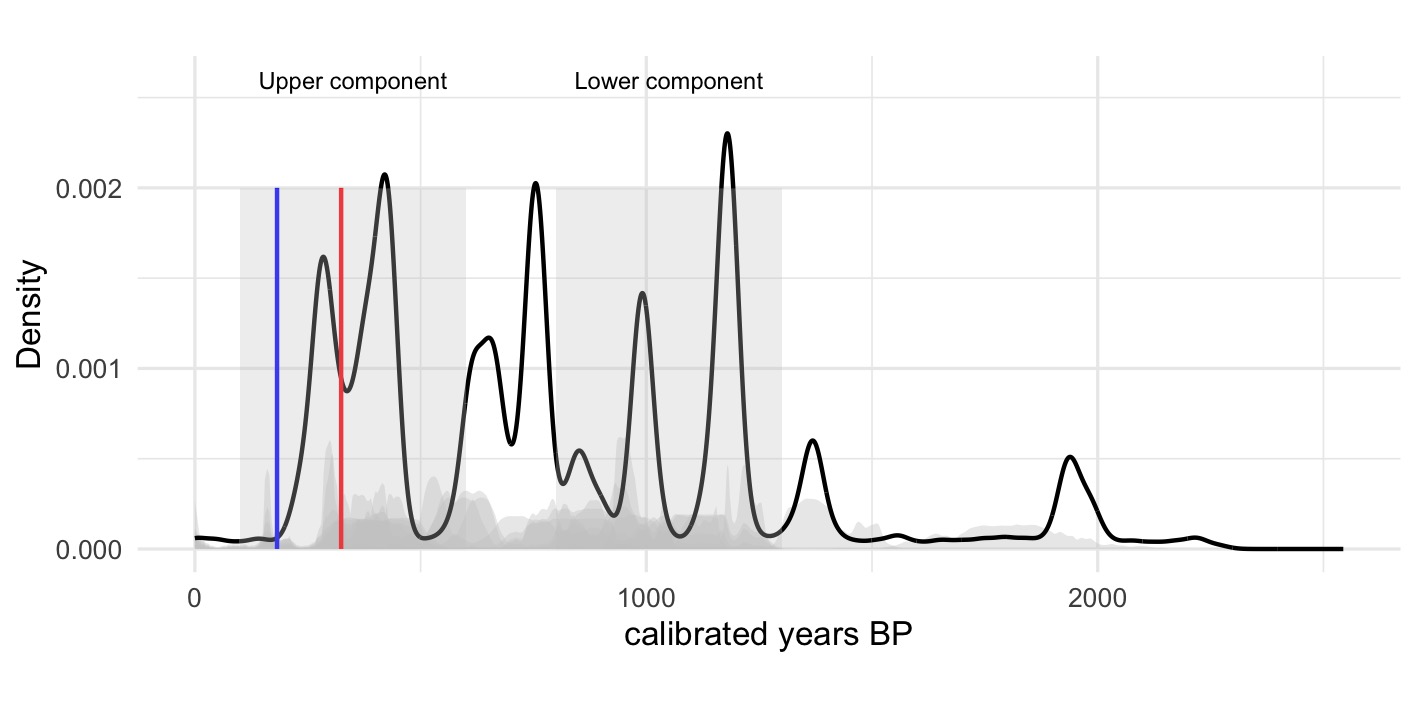 Upper component Lower component
Density
0.002
0.001
0.000
0 1000 2000
calibrated years BP